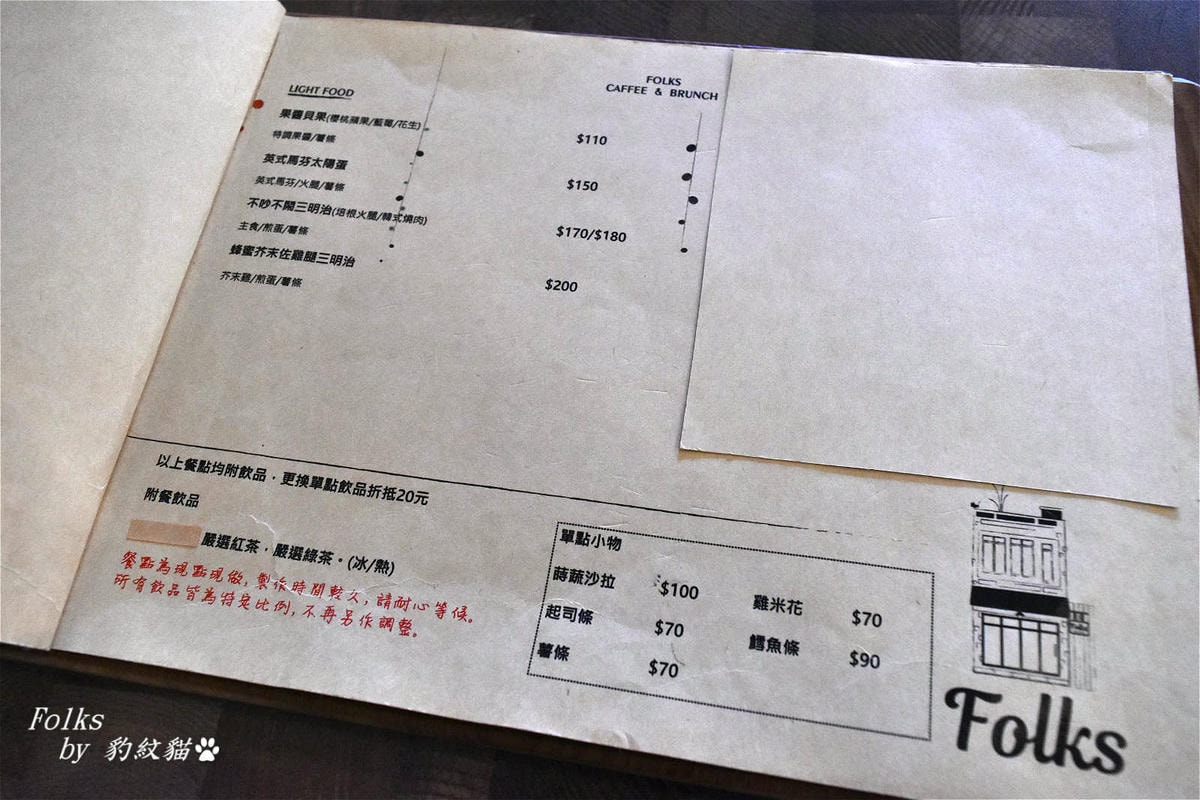 LIGHT FOOD
FOLKS
CAFFEE & BRUNCH
果醬貝果(櫻桃蘋果/藍莓/花生)
特調果醬/薯條
$110
英式馬芬太陽蛋
英式馬芬/火腿/薯條
$150
不吵不鬧三明治(培根火腿/韓式燒肉)
主食/煎蛋/薯條
$170/$180
蜂蜜芥末佐雞腿三明治
芥末雞/煎蛋/薯條
$200
以上餐點均附飲品，更換單點飲品折抵20元
附餐飲品
嚴選紅茶，嚴選綠茶。(冰/熱)
餐點為現點現做，製作時間較久，請耐心等候。
所有飲品皆為特定比例，不再另作調整。
單點小物
蒔蔬沙拉 $100 雞米花 $70
起司條 $70 鱈魚條 $90
薯條 $70
Folks
Folks
by 豹紋貓